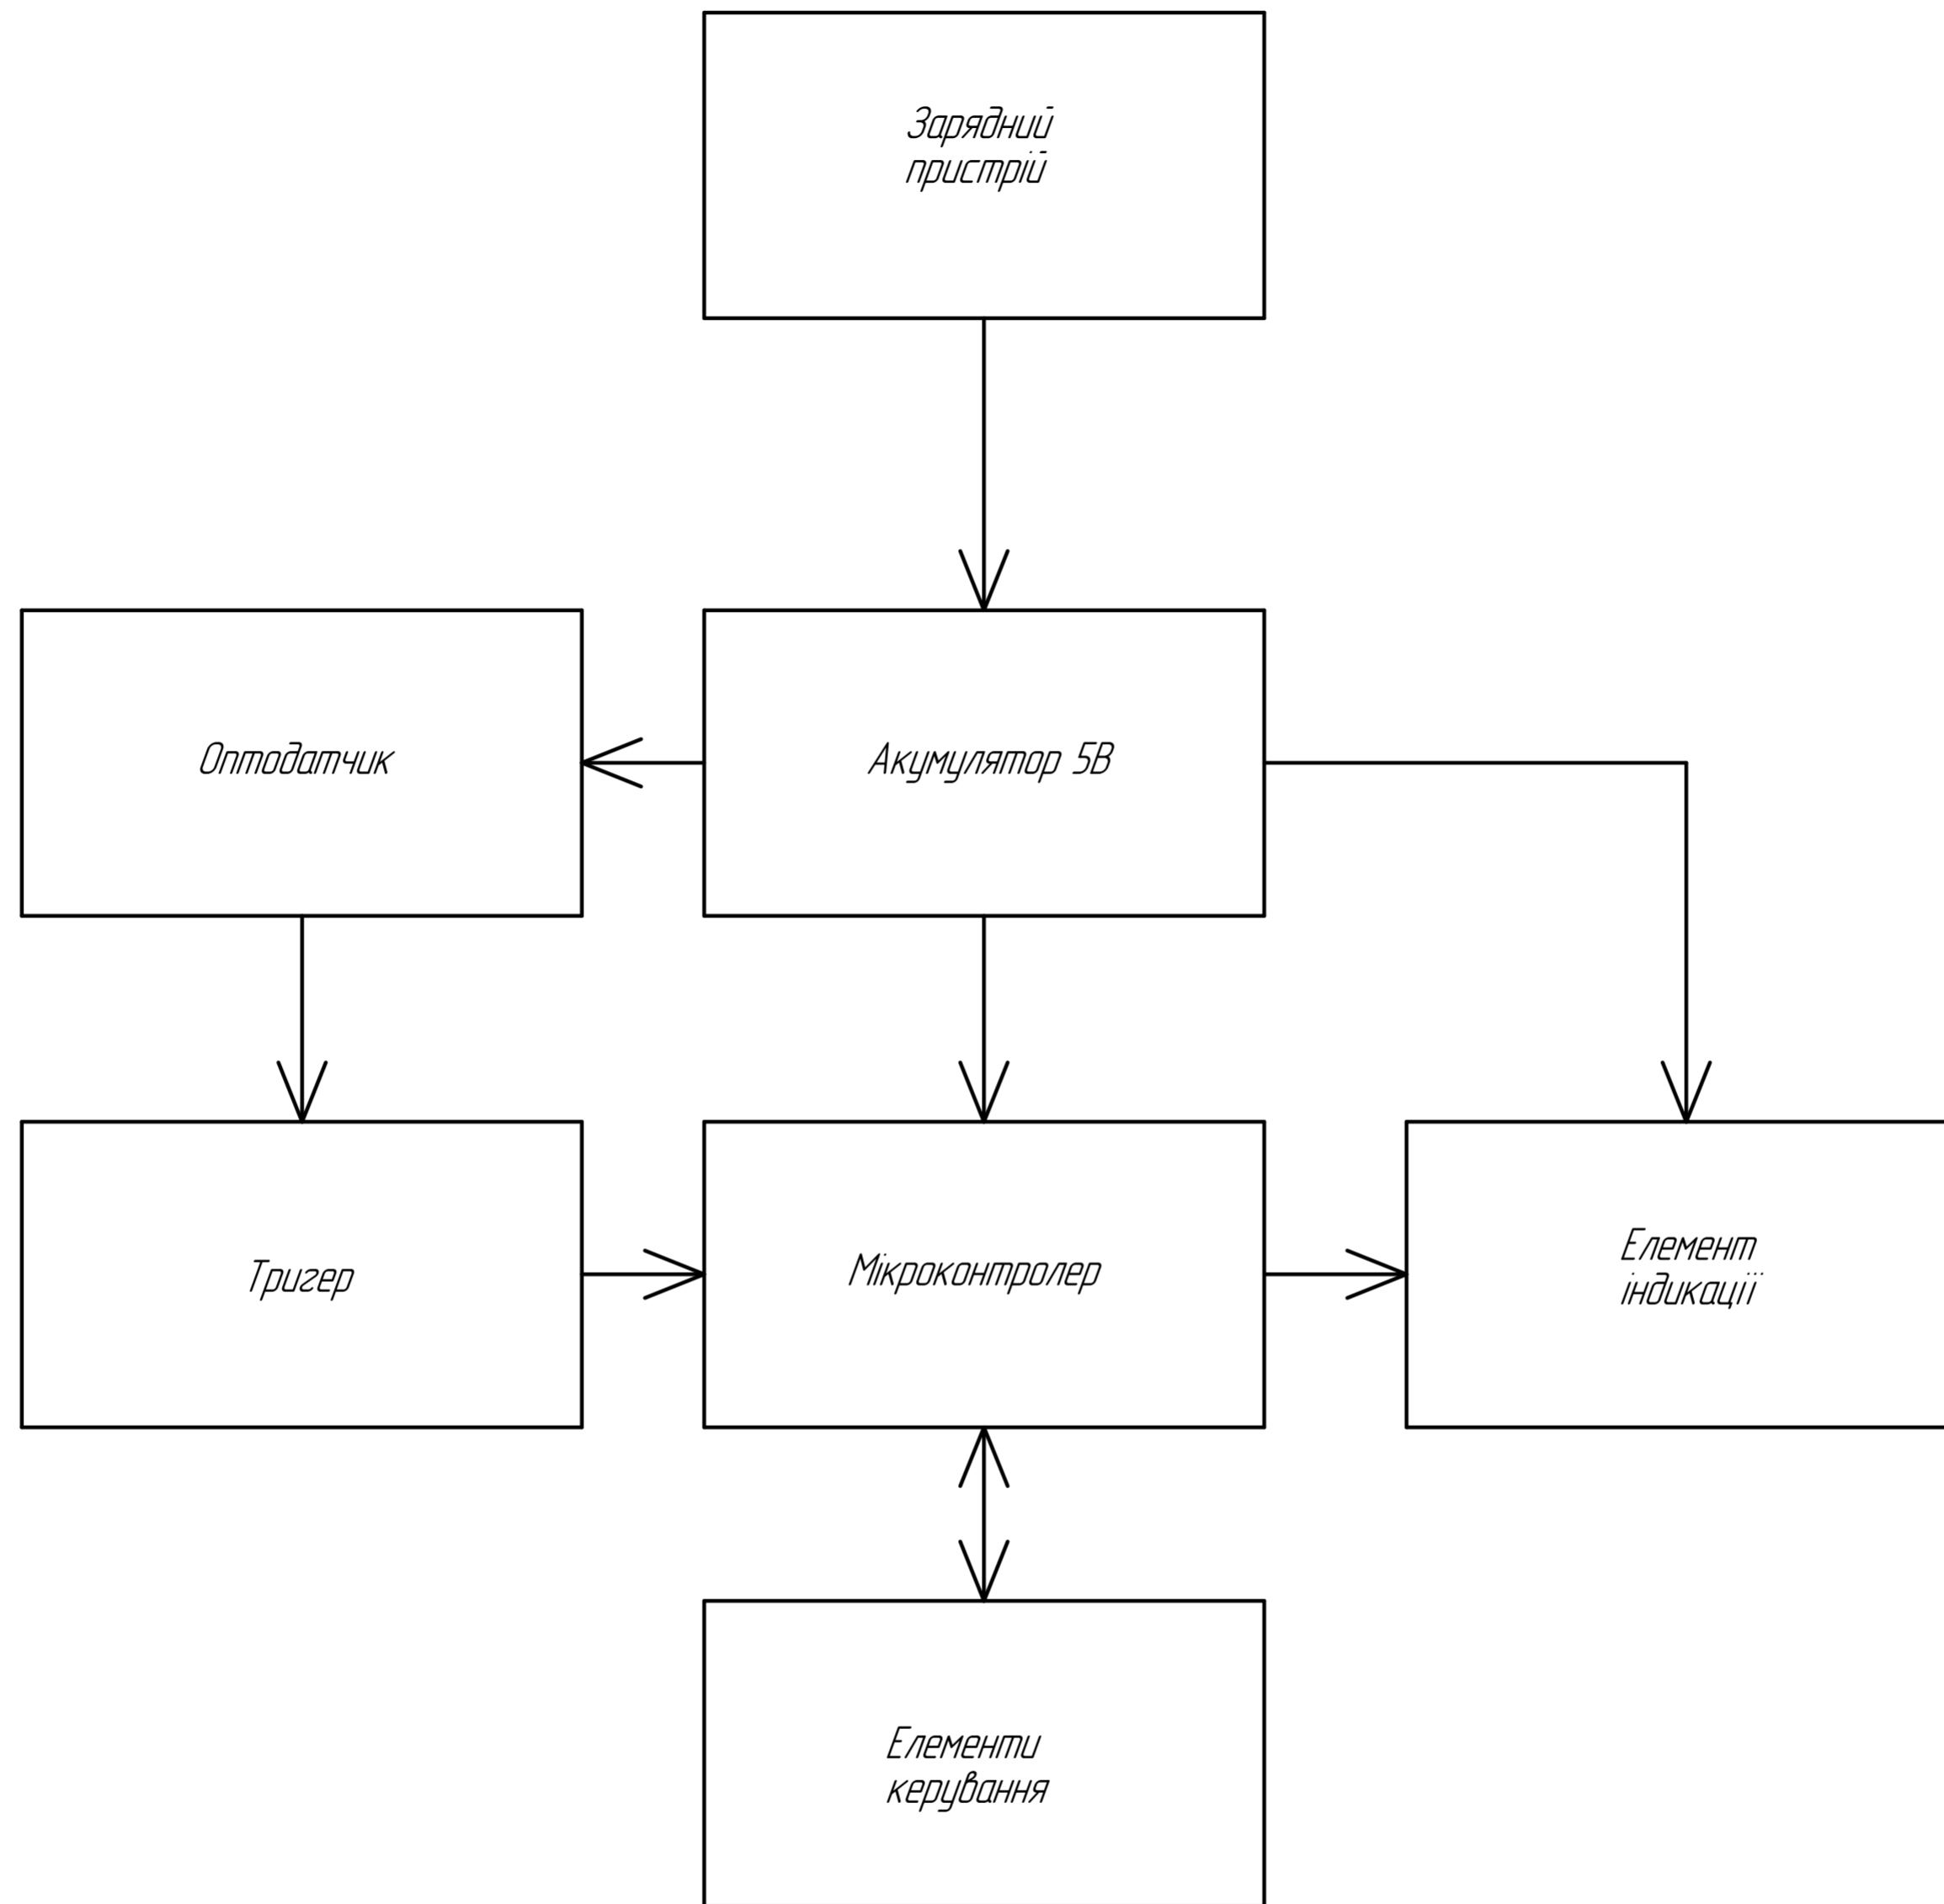 Зарядний
пристрій
Оптодатчик
Акумулятор 5В
Тригер
Мікроконтролер
Елемент
індикації
Елементи
керування